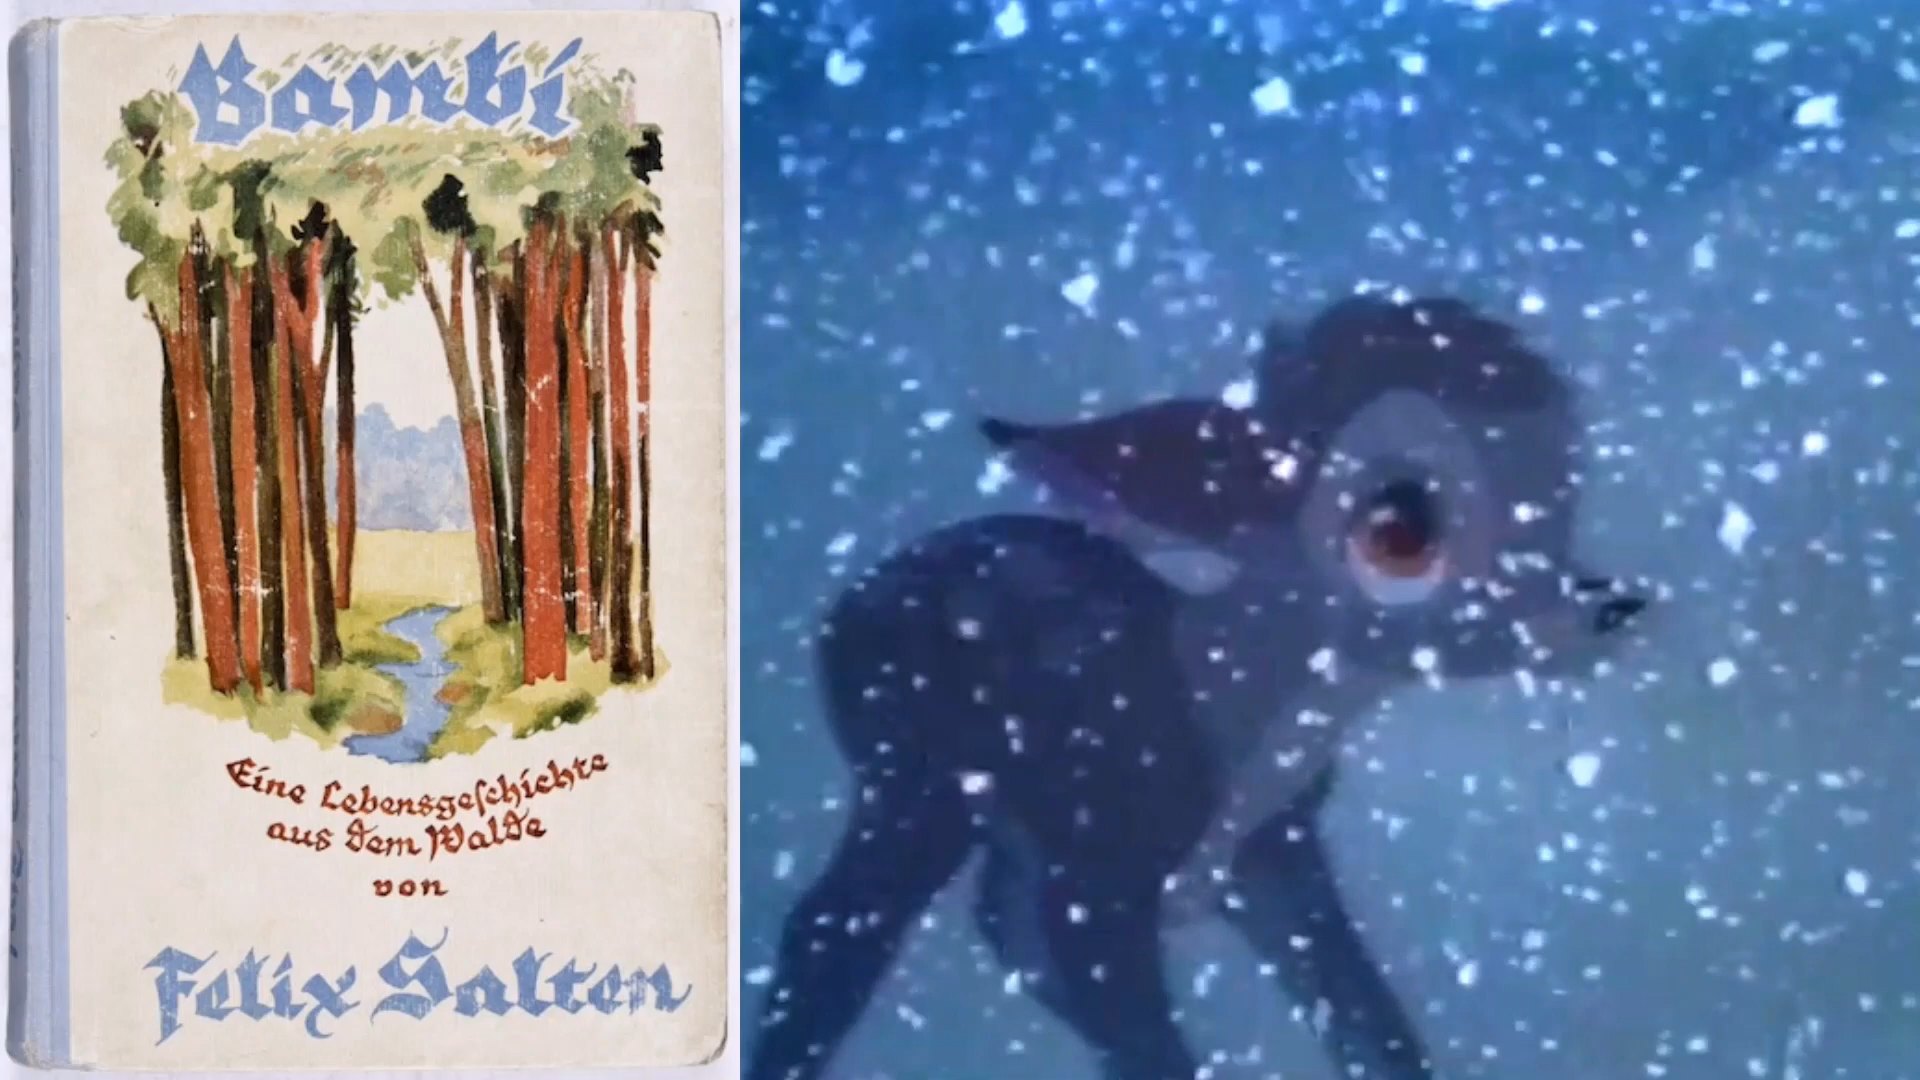 Bambi
Eine Lebensgeſchichte
aus dem Walde
von
Felix Salten